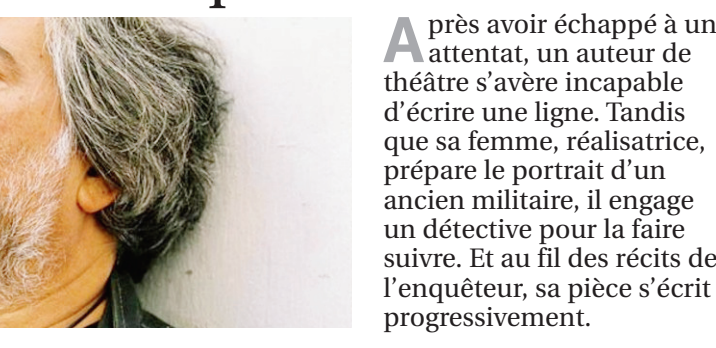 Après avoir échappé à un
attentat, un auteur de
théâtre s’avère incapable
d’écrire une ligne. Tandis
que sa femme, réalisatrice,
prépare le portrait d’un
ancien militaire, il engage
un détective pour la faire
suivre. Et au fil des récits de
l’enquêteur, sa pièce s’écrit
progressivement.